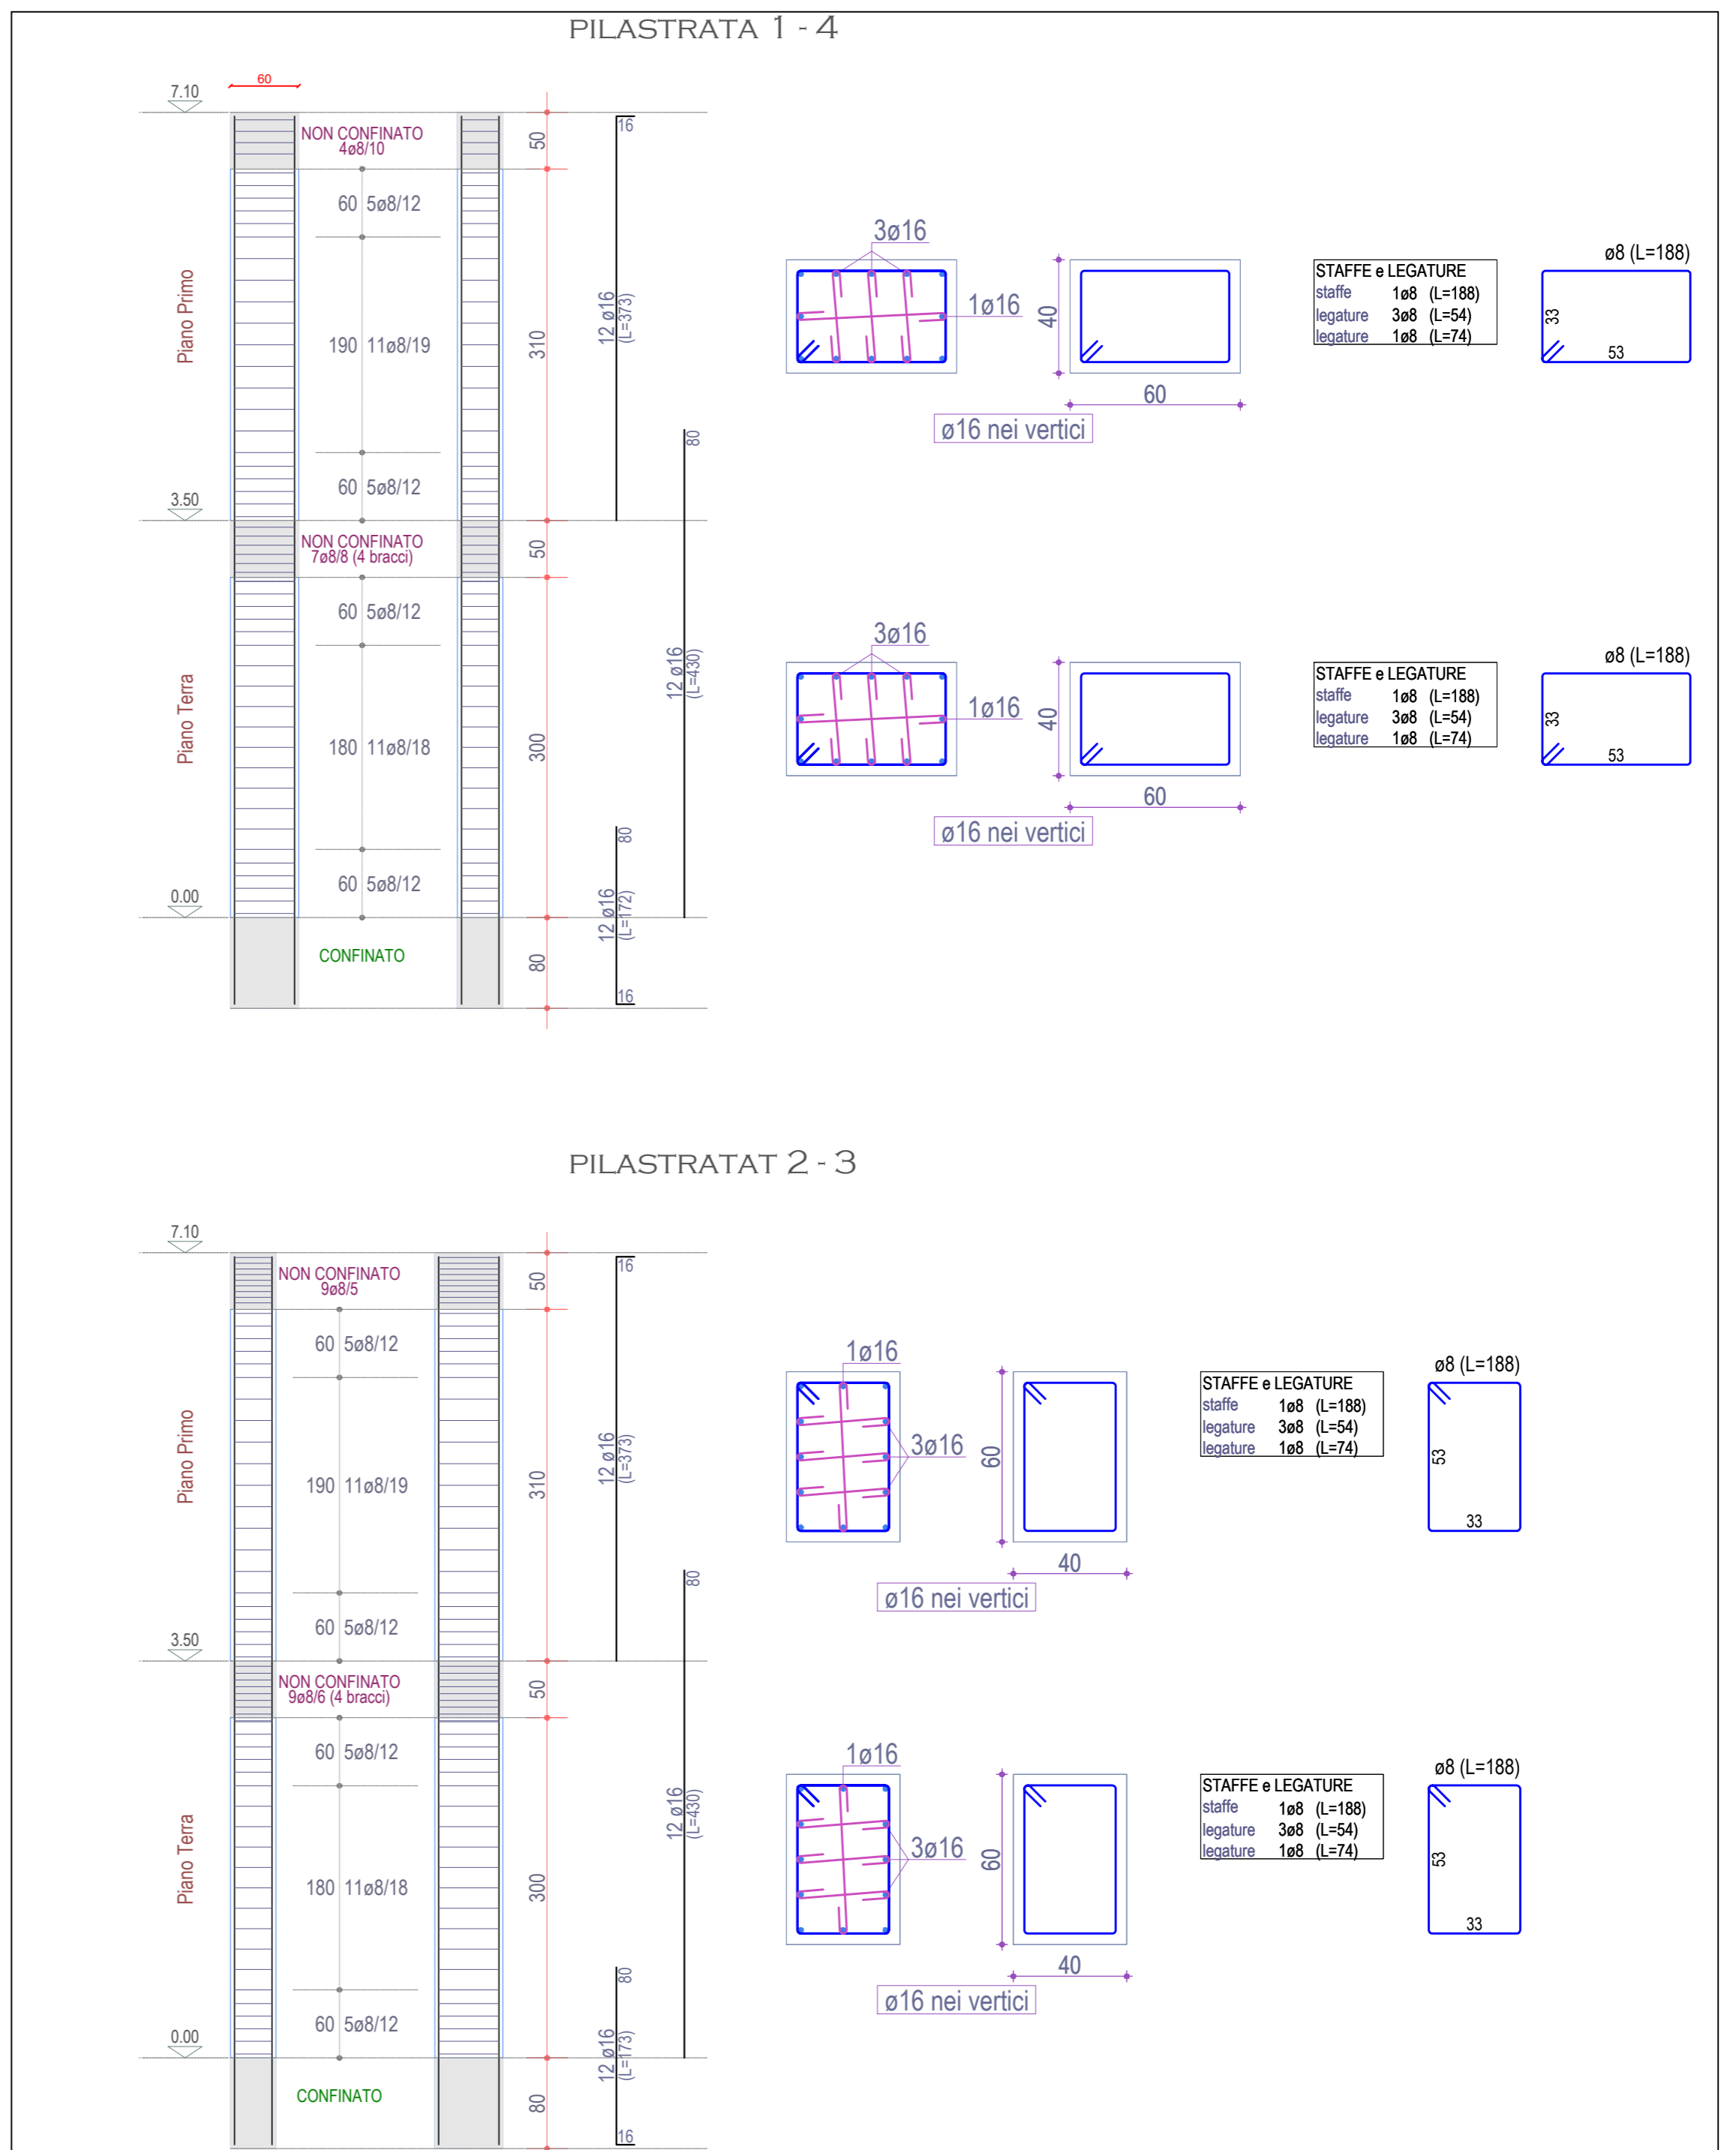 PILASTRATA 1 - 4
60
7.10
NON CONFINATO
4ø8/10
50
16
60 5ø8/12
Piano Primo
190 11ø8/19
310
12 ø16
(L=373)
60 5ø8/12
80
3.50
NON CONFINATO
7ø8/8 (4 bracci)
50
60 5ø8/12
Piano Terra
180 11ø8/18
300
12 ø16
(L=430)
60 5ø8/12
80
0.00
12 ø16
(L=172)
CONFINATO
80
16
3ø16
1ø16
40
60
ø16 nei vertici
STAFFE e LEGATURE
staffe 1ø8 (L=188)
legature 3ø8 (L=54)
legature 1ø8 (L=74)
ø8 (L=188)
33
53
3ø16
1ø16
40
60
ø16 nei vertici
STAFFE e LEGATURE
staffe 1ø8 (L=188)
legature 3ø8 (L=54)
legature 1ø8 (L=74)
ø8 (L=188)
33
53
PILASTRATAT 2 - 3
7.10
NON CONFINATO
9ø8/5
50
16
60 5ø8/12
Piano Primo
190 11ø8/19
310
12 ø16
(L=373)
60 5ø8/12
80
3.50
NON CONFINATO
9ø8/6 (4 bracci)
50
60 5ø8/12
Piano Terra
180 11ø8/18
300
12 ø16
(L=430)
60 5ø8/12
80
0.00
12 ø16
(L=173)
CONFINATO
80
16
1ø16
3ø16
60
40
ø16 nei vertici
STAFFE e LEGATURE
staffe 1ø8 (L=188)
legature 3ø8 (L=54)
legature 1ø8 (L=74)
ø8 (L=188)
53
33
1ø16
3ø16
60
40
ø16 nei vertici
STAFFE e LEGATURE
staffe 1ø8 (L=188)
legature 3ø8 (L=54)
legature 1ø8 (L=74)
ø8 (L=188)
53
33